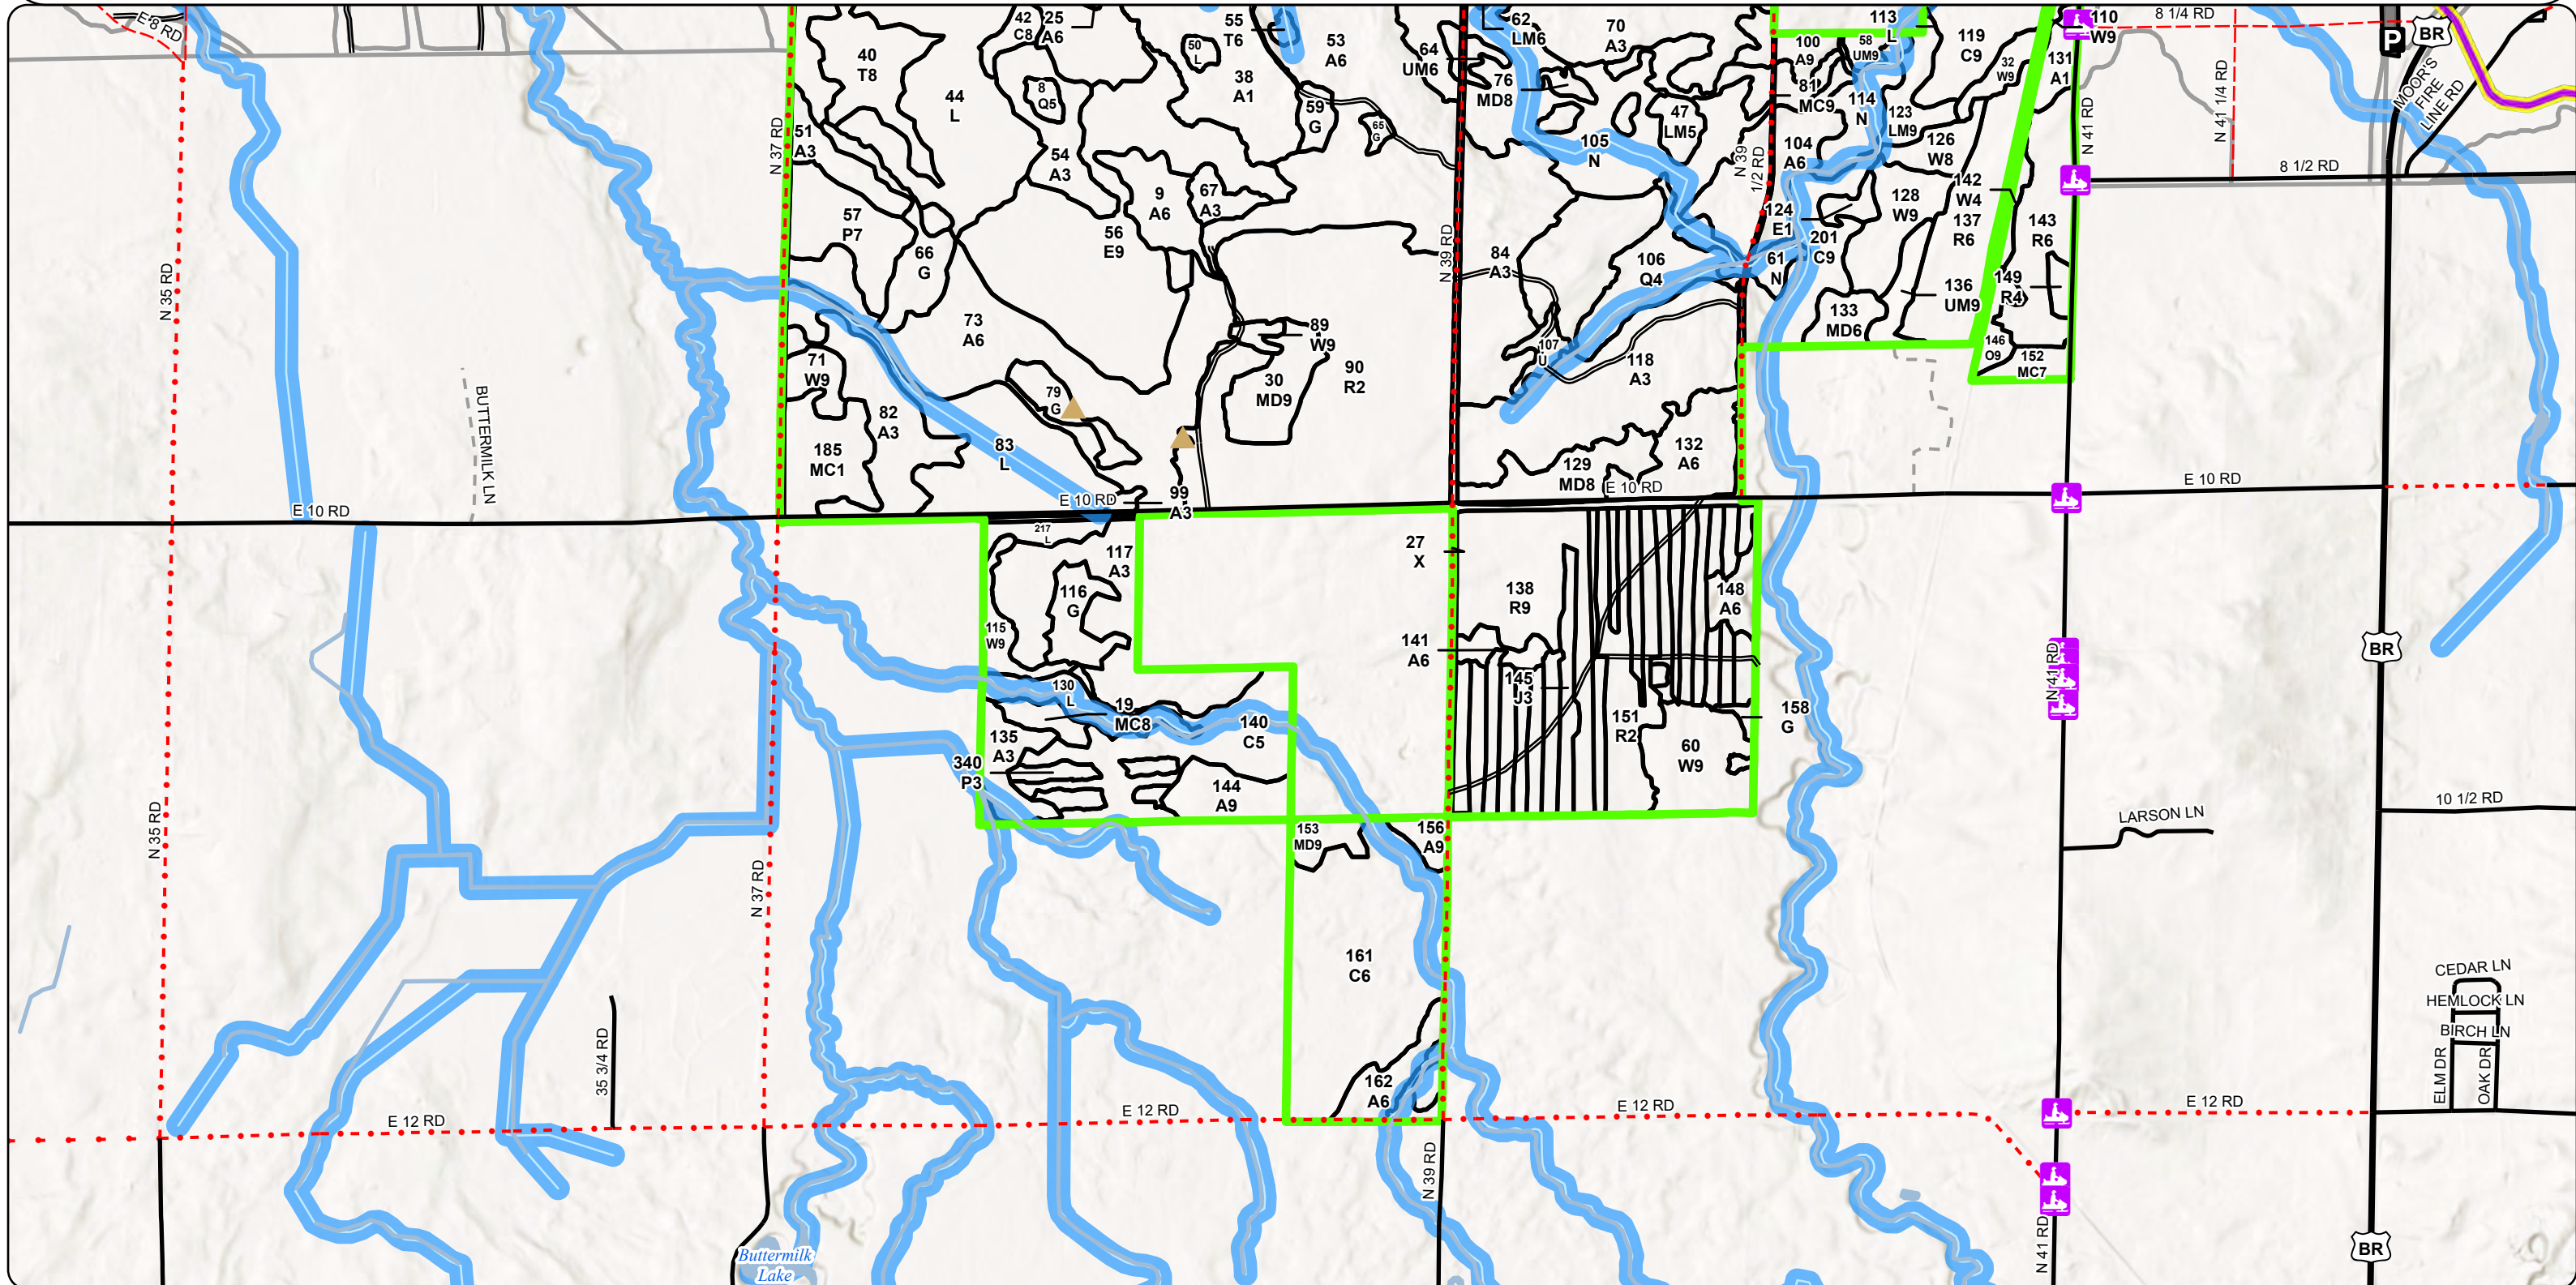 E 8 RD
42
C8
25
A6
55
T6
62
LM6
70
A3
113
L
110
W9
8 1/4 RD
P
BR
40
T8
50
L
53
A6
64
UM6
100
A9
58
UM9
119
C9
32
W9
131
A1
MOOR'S
FIRE
LINE RD
44
L
8
Q5
38
A1
59
G
65
G
76
MD8
47
LM5
81
MC9
114
N
123
LM9
N 41 RD
N 41 1/4 RD
N 37 RD
51
A3
54
A3
105
N
N 39
1/2 RD
104
A6
126
W8
8 1/2 RD
9
A6
67
A3
142
W4
128
W9
57
P7
56
E9
124
E1
137
R6
143
R6
66
G
N 39 RD
84
A3
106
Q4
61
N
201
C9
N 35 RD
149
R4
136
UM9
73
A6
89
W9
133
MD6
71
W9
107
U
118
A3
146
O9
152
MC7
30
MD9
90
R2
BUTTERMILK LN
79
G
82
A3
185
MC1
83
L
129
MD8
132
A6
E 10 RD
E 10 RD
99
A3
E 10 RD
E 10 RD
217
L
117
A3
27
X
116
G
138
R9
148
A6
115
W9
141
A6
BR
N 41 RD
130
L
145
J3
19
MC8
140
C5
151
R2
158
G
135
A3
60
W9
340
P3
144
A9
N 35 RD
10 1/2 RD
LARSON LN
153
MD9
156
A9
N 37 RD
161
C6
CEDAR LN
HEMLOCK LN
BIRCH LN
ELM DR
OAK DR
35 3/4 RD
162
A6
E 12 RD
E 12 RD
E 12 RD
E 12 RD
N 39 RD
N 41 RD
BR
Buttermilk
Lake